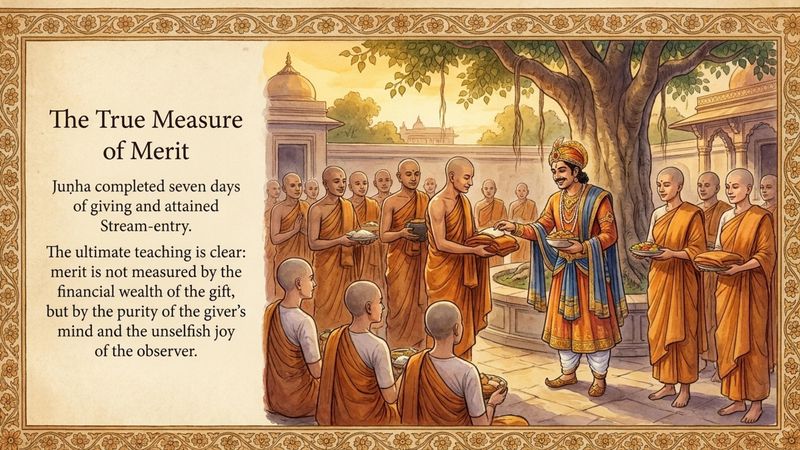 The True Measure
of Merit
Juṇha completed seven days
of giving and attained
Stream-entry.
The ultimate teaching is clear:
merit is not measured by the
financial wealth of the gift,
but by the purity of the giver’s
mind and the unselfish joy
of the observer.